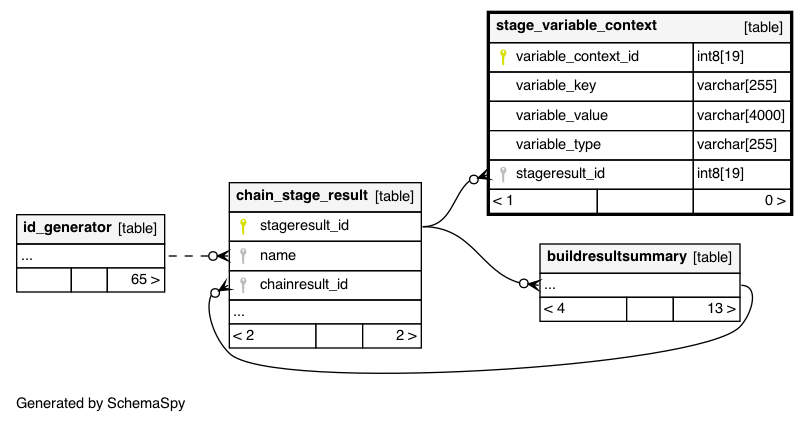 stage_variable_context [table]
variable_context_id int8[19]
variable_key varchar[255]
variable_value varchar[4000]
variable_type varchar[255]
stageresult_id int8[19]
< 1 0 >
chain_stage_result [table]
stageresult_id
name
chainresult_id
...
< 2 2 >
id_generator [table]
...
65 >
buildresultsummary [table]
...
< 4 13 >
Generated by SchemaSpy